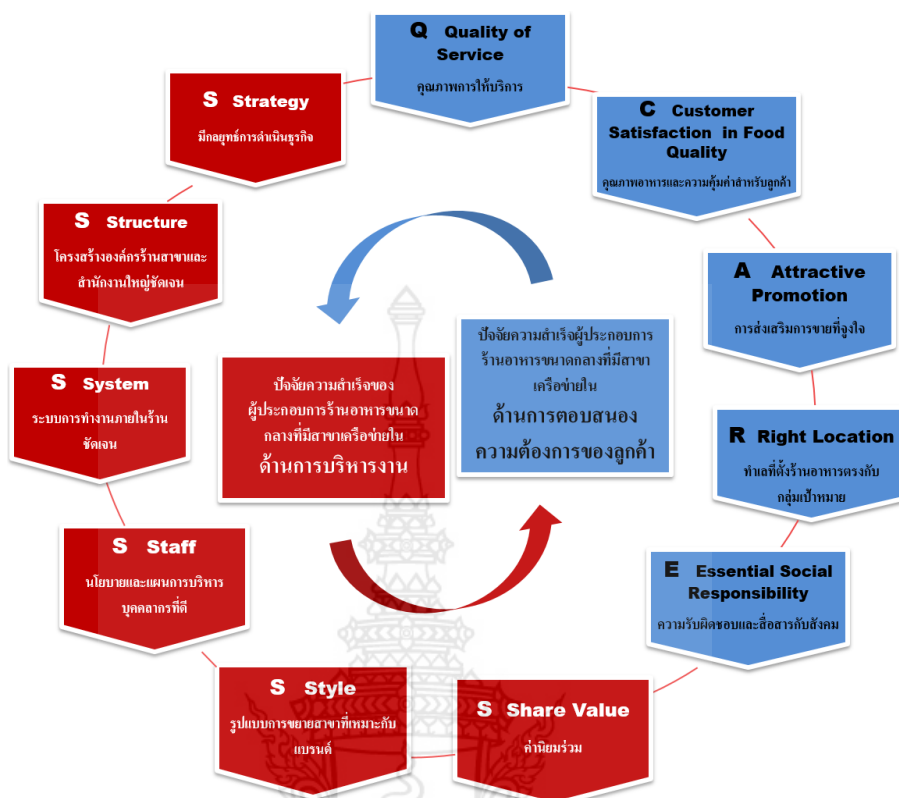 Q Quality of
Service
คุณภาพการให้บริการ
C Customer
Satisfaction in Food
Quality
คุณภาพอาหารและความคุ้มค่าสำหรับลูกค้า
A Attractive
Promotion
การส่งเสริมการขายที่จูงใจ
R Right Location
ทำเลที่ตั้งร้านอาหารตรงกับ
กลุ่มเป้าหมาย
E Essential Social
Responsibility
ความรับผิดชอบและสื่อสารกับสังคม
S Share Value
ค่านิยมร่วม
S Style
รูปแบบการขยายสาขาที่เหมาะกับ
แบรนด์
S Staff
นโยบายและแผนการบริหาร
บุคคลากรที่ดี
S System
ระบบการทำงานภายในร้าน
ชัดเจน
S Structure
โครงสร้างองค์กรร้านสาขาและ
สำนักงานใหญ่ชัดเจน
S Strategy
มีกลยุทธ์การดำเนินธุรกิจ
ปัจจัยความสำเร็จของ
ผู้ประกอบการร้านอาหารขนาด
กลางที่มีสาขาเครือข่ายใน
ด้านการบริหารงาน
ปัจจัยความสำเร็จผู้ประกอบการ
ร้านอาหารขนาดกลางที่มีสาขา
เครือข่ายใน
ด้านการตอบสนอง
ความต้องการของลูกค้า